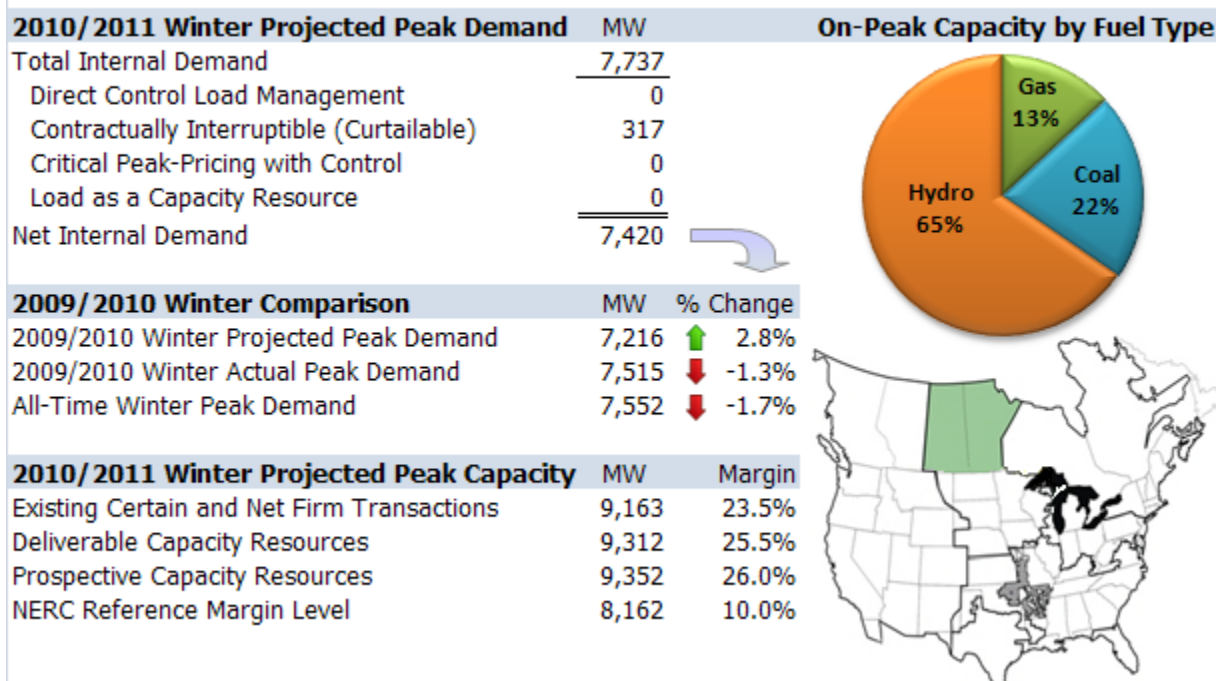 2010/2011 Winter Projected Peak Demand MW
Total Internal Demand 7,737
Direct Control Load Management 0
Contractually Interruptible (Curtailable) 317
Critical Peak-Pricing with Control 0
Load as a Capacity Resource 0
Net Internal Demand 7,420
2009/2010 Winter Comparison MW % Change
2009/2010 Winter Projected Peak Demand 7,216 2.8%
2009/2010 Winter Actual Peak Demand 7,515 -1.3%
All-Time Winter Peak Demand 7,552 -1.7%
2010/2011 Winter Projected Peak Capacity MW Margin
Existing Certain and Net Firm Transactions 9,163 23.5%
Deliverable Capacity Resources 9,312 25.5%
Prospective Capacity Resources 9,352 26.0%
NERC Reference Margin Level 8,162 10.0%
On-Peak Capacity by Fuel Type
Gas
13%
Coal
22%
Hydro
65%